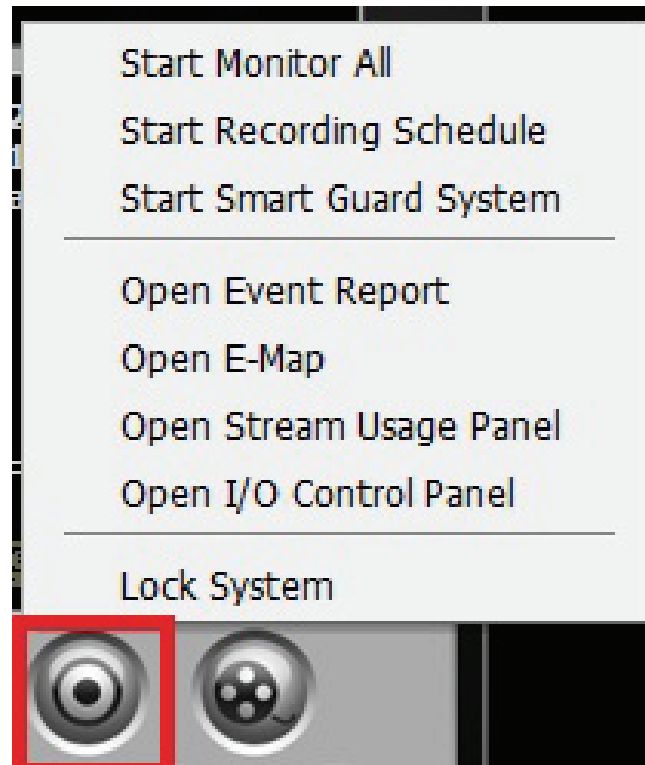 Start Monitor All
Start Recording Schedule
Start Smart Guard System
Open Event Report
Open E-Map
Open Stream Usage Panel
Open I/O Control Panel
Lock System